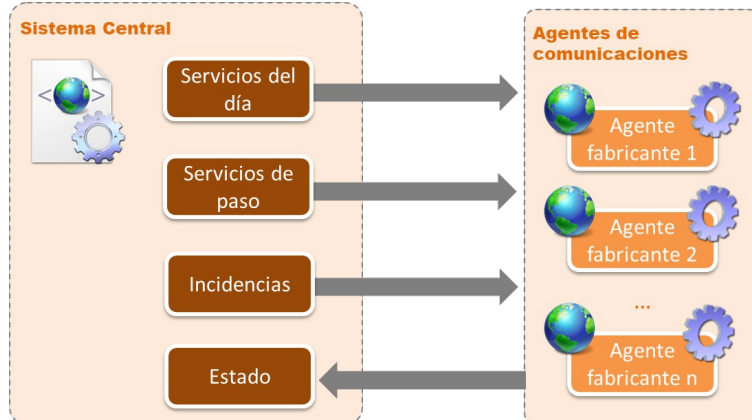 Sistema Central
Servicios del
día
Servicios de
paso
Incidencias
Estado
Agentes de
comunicaciones
Agente
fabricante 1
Agente
fabricante 2
...
Agente
fabricante n